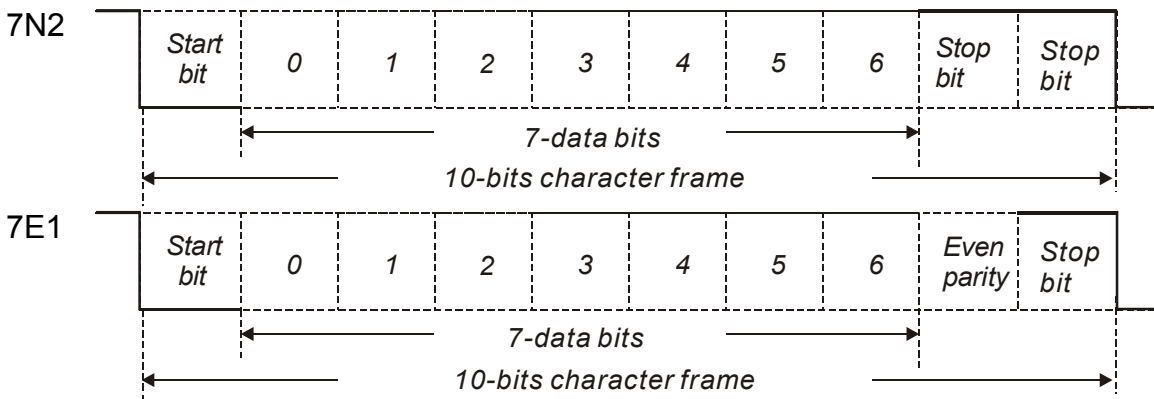 7N2
Start bit 0 1 2 3 4 5 6 Stop bit Stop bit
7-data bits
10-bits character frame
7E1
Start bit 0 1 2 3 4 5 6 Even parity Stop bit
7-data bits
10-bits character frame